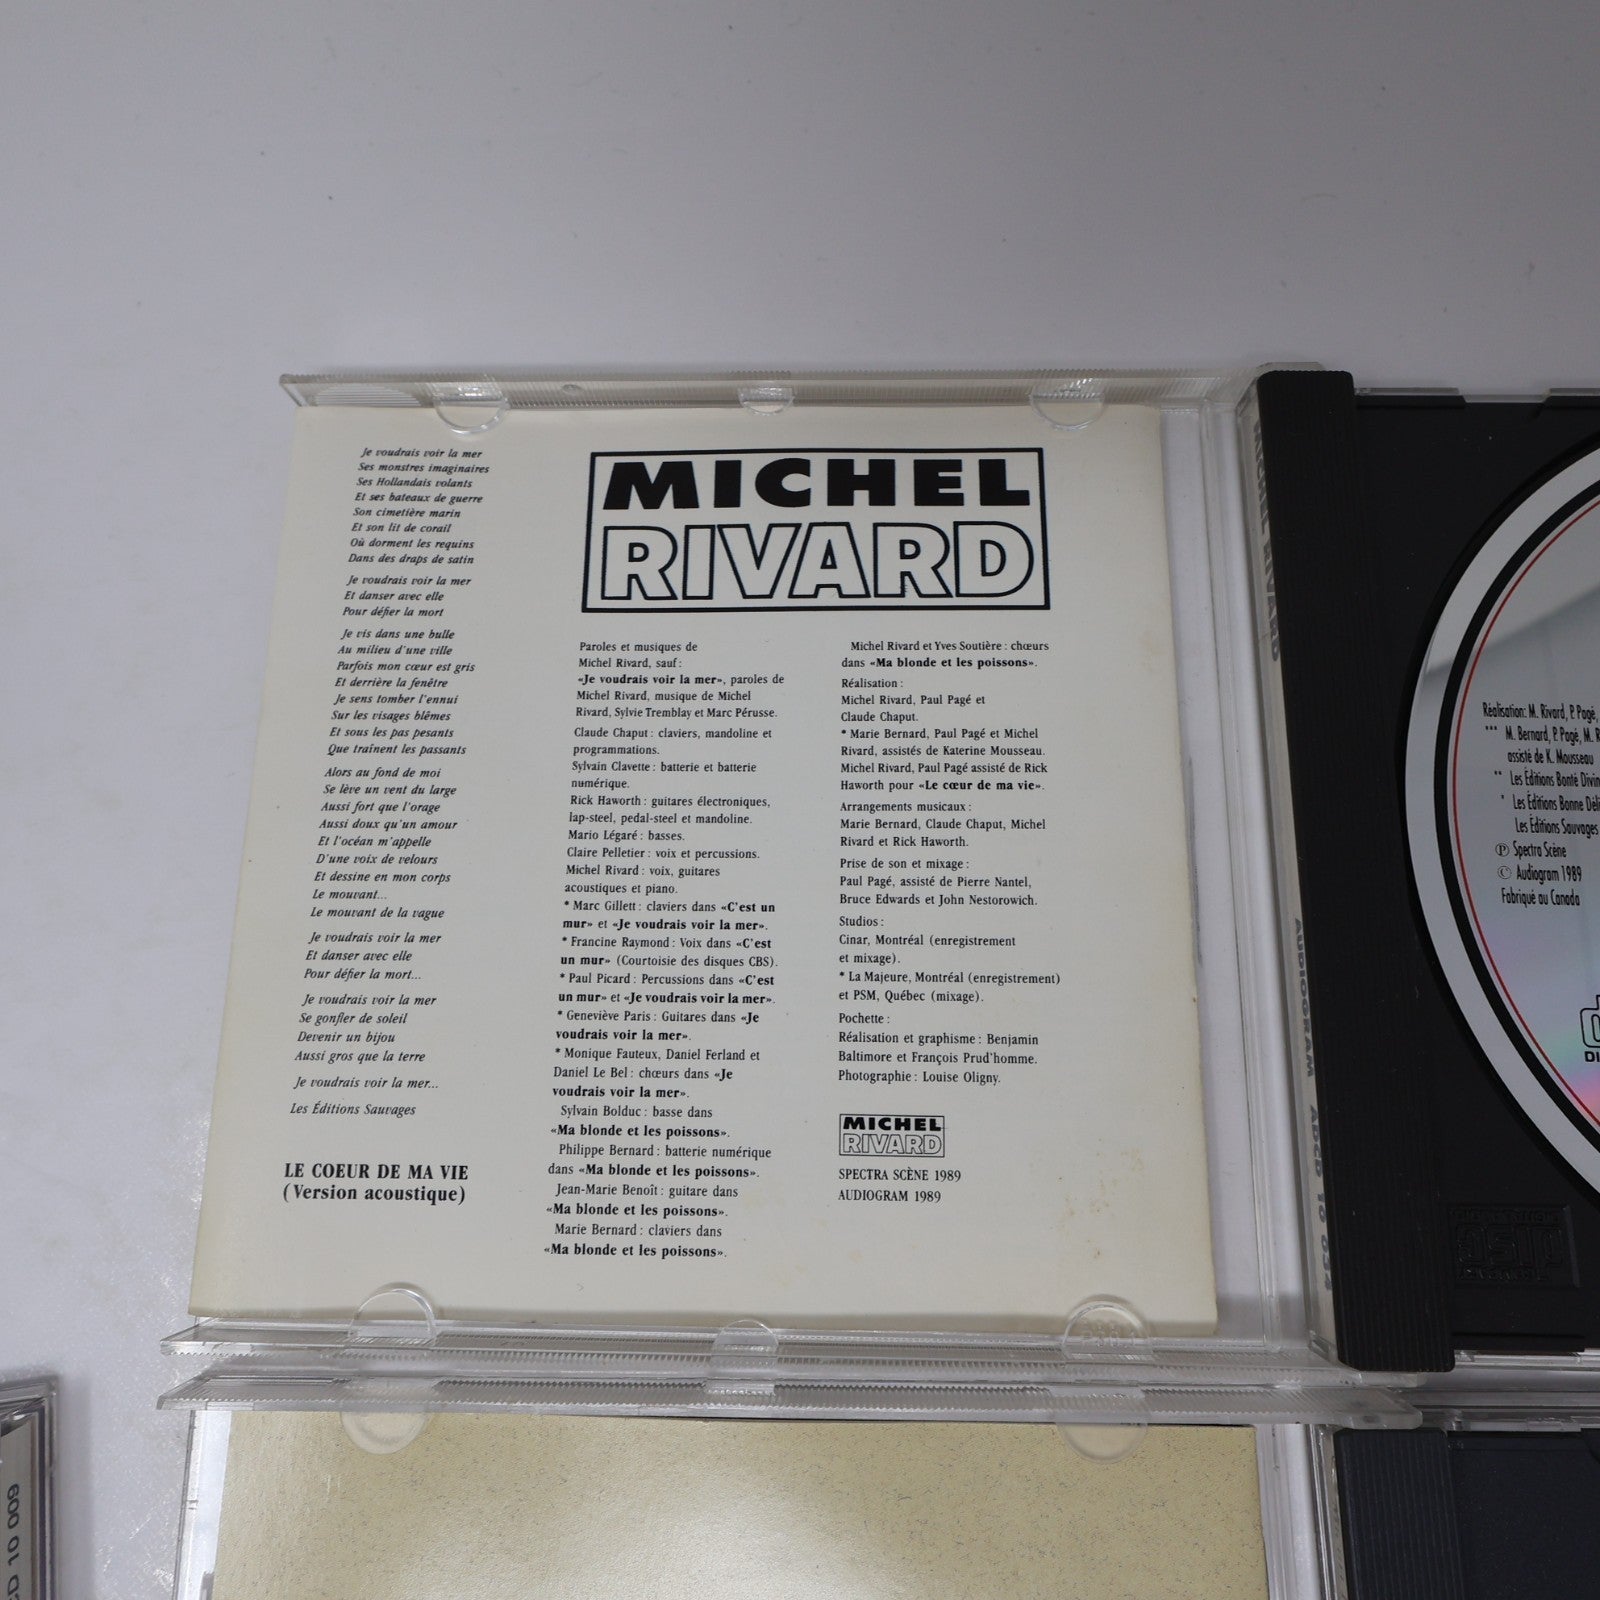 Je voudrais voir la mer
Ses monstres imaginaires
Ses Hollandais volants
Et ses bateaux de guerre
Son cimetière marin
Et son lit de corail
Où dorment les requins
Dans des draps de satin
Je voudrais voir la mer
Et danser avec elle
Pour défier la mort
Je vis dans une bulle
Au milieu d'une ville
Parfois mon cœur est gris
Et derrière la fenêtre
Je sens tomber l'ennui
Sur les visages blêmes
Et sous les pas pesants
Que traînent les passants
Alors au fond de moi
Se lève un vent du large
Aussi fort que l'orage
Aussi doux qu'un amour
Et l'océan m'appelle
D'une voix de velours
Et dessine en mon corps
Le mouvant...
Le mouvant de la vague
Je voudrais voir la mer
Et danser avec elle
Pour défier la mort...
Je voudrais voir la mer
Se gonfler de soleil
Devenir un bijou
Aussi gros que la terre
Je voudrais voir la mer...
Les Éditions Sauvages
LE COEUR DE MA VIE
(Version acoustique)
MICHEL
RIVARD
Paroles et musiques de
Michel Rivard, sauf :
«Je voudrais voir la mer», paroles de
Michel Rivard, musique de Michel
Rivard, Sylvie Tremblay et Marc Pérusse.
Claude Chaput : claviers, mandoline et
programmations.
Sylvain Clavette : batterie et batterie
numérique.
Rick Haworth : guitares électroniques,
lap-steel, pedal-steel et mandoline.
Mario Légaré : basses.
Claire Pelletier : voix et percussions.
Michel Rivard : voix, guitares
acoustiques et piano.
* Marc Gillett : claviers dans «C'est un
mur» et «Je voudrais voir la mer».
* Francine Raymond : Voix dans «C'est
un mur» (Courtoisie des disques CBS).
* Paul Picard : Percussions dans «C'est
un mur» et «Je voudrais voir la mer».
* Geneviève Paris : Guitares dans «Je
voudrais voir la mer».
* Monique Fauteux, Daniel Ferland et
Daniel Le Bel : chœurs dans «Je
voudrais voir la mer».
Sylvain Bolduc : basse dans
«Ma blonde et les poissons».
Philippe Bernard : batterie numérique
dans «Ma blonde et les poissons».
Jean-Marie Benoît : guitare dans
«Ma blonde et les poissons».
Marie Bernard : claviers dans
«Ma blonde et les poissons».
Michel Rivard et Yves Soutière : chœurs
dans «Ma blonde et les poissons».
Réalisation :
Michel Rivard, Paul Pagé et
Claude Chaput.
* Marie Bernard, Paul Pagé et Michel
Rivard, assistés de Katerine Mousseau.
Michel Rivard, Paul Pagé assisté de Rick
Haworth pour «Le cœur de ma vie».
Arrangements musicaux :
Marie Bernard, Claude Chaput, Michel
Rivard et Rick Haworth.
Prise de son et mixage :
Paul Pagé, assisté de Pierre Nantel,
Bruce Edwards et John Nestorowich.
Studios :
Cinar, Montréal (enregistrement
et mixage).
* La Majeure, Montréal (enregistrement)
et PSM, Québec (mixage).
Pochette :
Réalisation et graphisme : Benjamin
Baltimore et François Prud'homme.
Photographie : Louise Oligny.
MICHEL
RIVARD
SPECTRA SCÈNE 1989
AUDIOGRAM 1989
MICHEL RIVARD
AUDIOGRAM ADCD 10 034
Réalisation: M. Rivard, P. Pagé,
*** M. Bernard, P. Pagé, M. R
assisté de K. Mousseau
** Les Éditions Bonté Divin
* Les Éditions Bonne Dél
Les Éditions Sauvages
Ⓟ Spectra Scène
© Audiogram 1989
Fabriqué au Canada
10 009